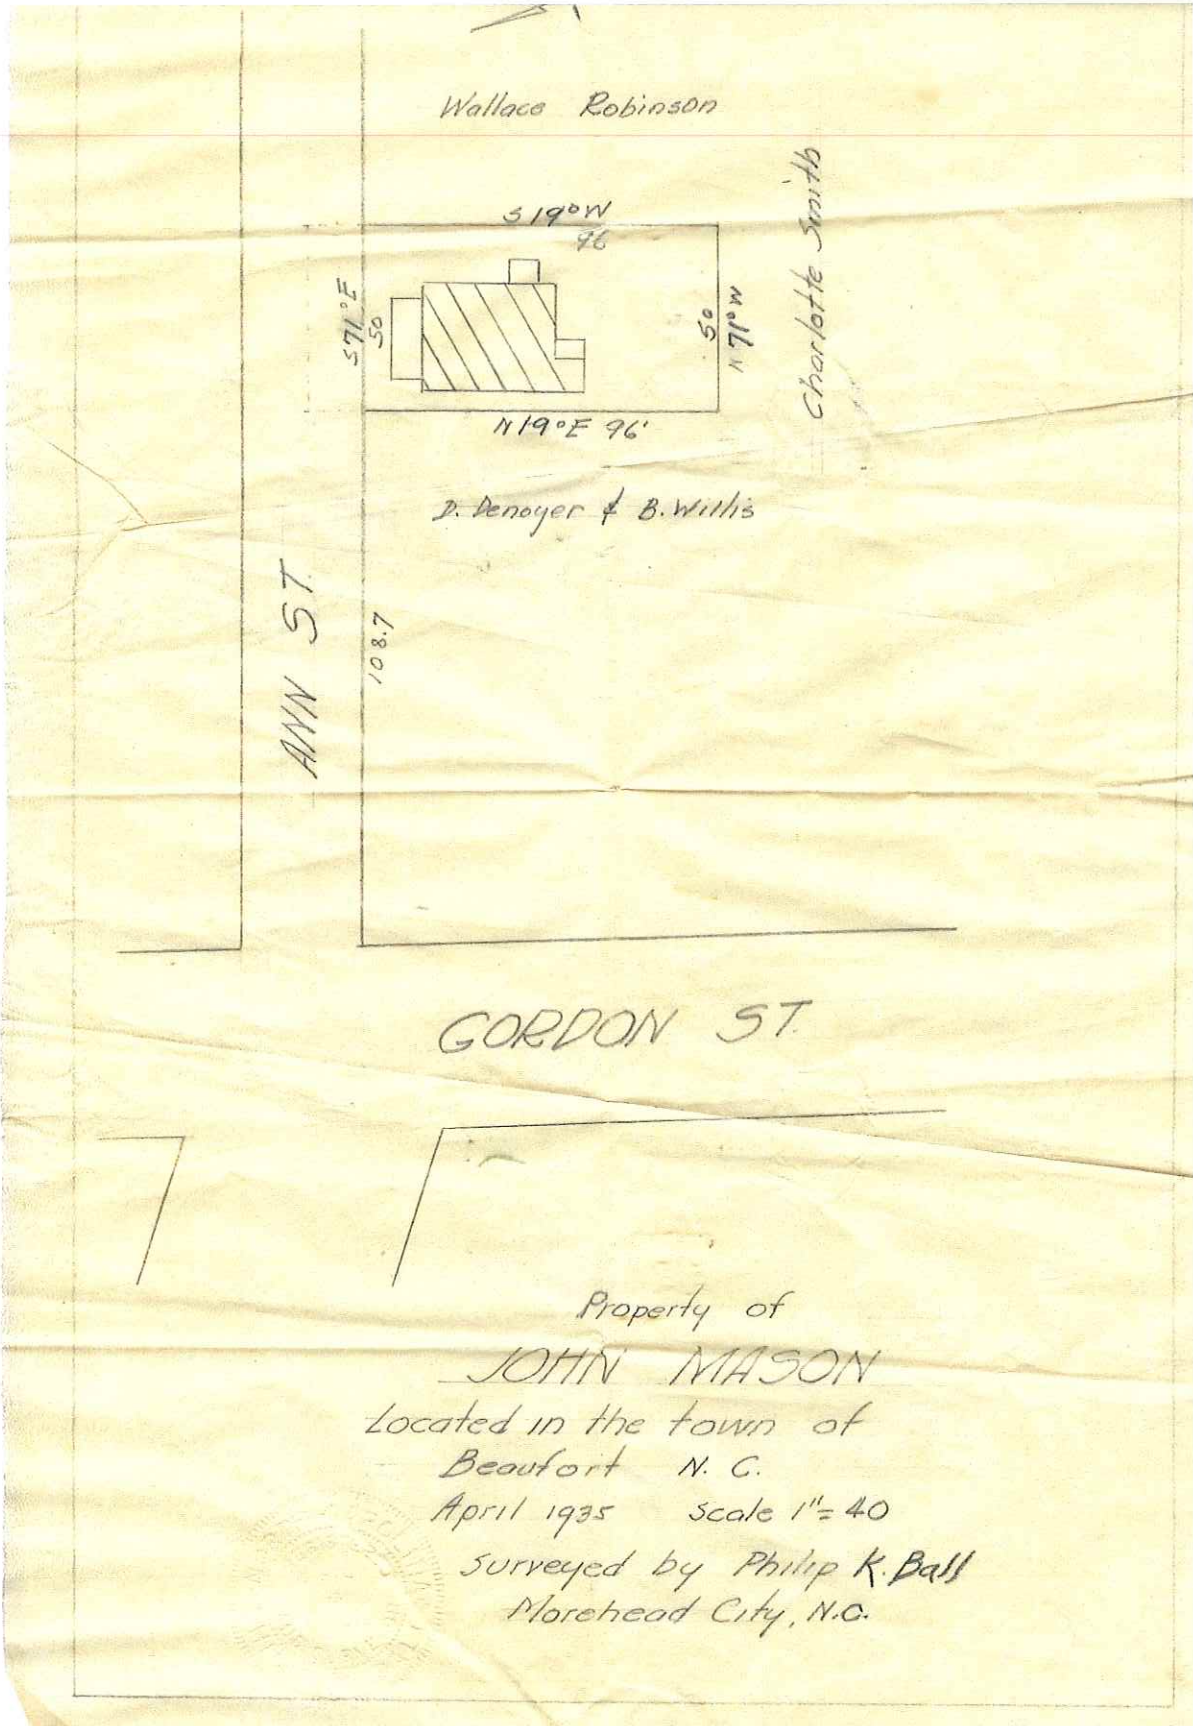 Wallace Robinson
Charlotte Smith
S 19° W
96
S 71° E
50
50
N 71° W
N 19° E 96'
D. Denoyer & B. Willis
ANN ST.
108.7
GORDON ST.
Property of
JOHN MASON
Located in the town of
Beaufort N. C.
April 1935 Scale 1" = 40
Surveyed by Philip K. Ball
Morehead City, N.C.